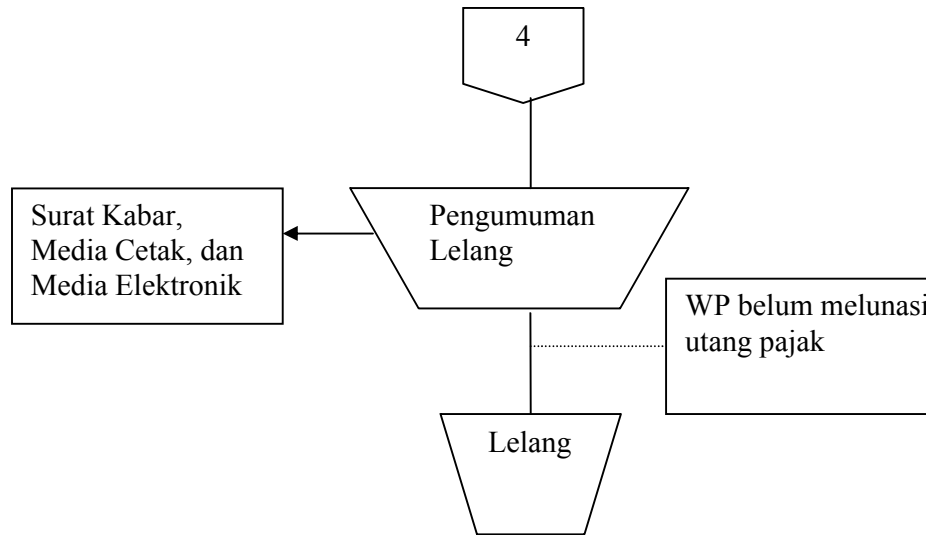 4
Pengumuman
Lelang
Surat Kabar,
Media Cetak, dan
Media Elektronik
WP belum melunasi
utang pajak
Lelang